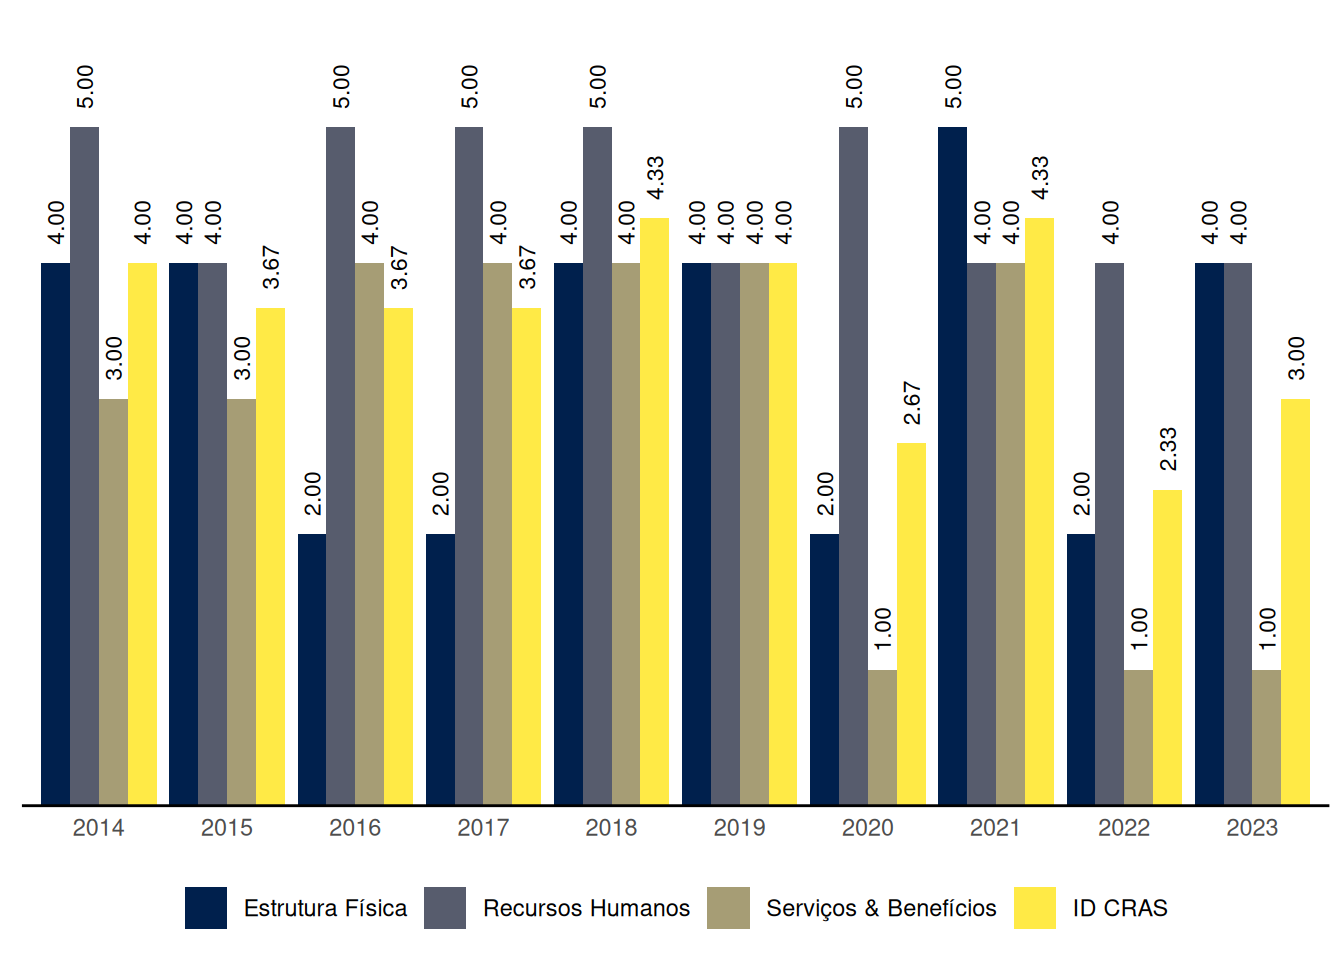 5.00 5.00 5.00 5.00 5.00 5.00
4.33 4.33
4.00 4.00 4.00 4.00 4.00 4.00 4.00 4.00 4.00 4.00 4.00 4.00 4.00 4.00 4.00 4.00 4.00
3.67 3.67 3.67
3.00 3.00 3.00
2.67
2.33
2.00 2.00 2.00 2.00
1.00 1.00 1.00
2014 2015 2016 2017 2018 2019 2020 2021 2022 2023
Estrutura Física Recursos Humanos Serviços & Benefícios ID CRAS